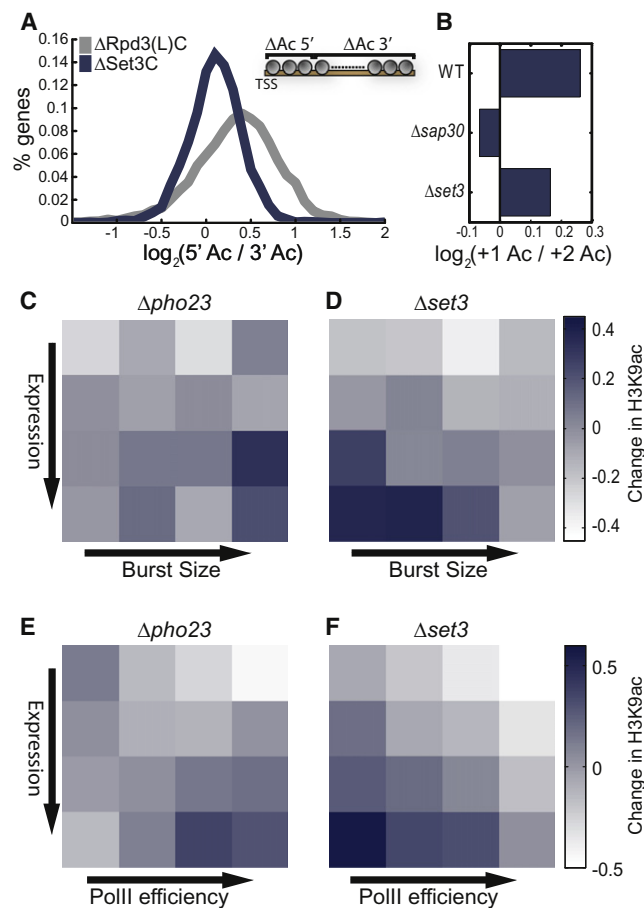 A
ΔRpd3(L)C
ΔSet3C
ΔAc 5′ ΔAc 3′
TSS
0.16
0.14
0.12
0.1
0.08
0.06
0.04
0.02
0
% genes
-1 -0.5 0 0.5 1 1.5 2
log2(5' Ac / 3' Ac)
B
WT
Δsap30
Δset3
-0.1 0 0.1 0.2 0.3
log2(+1 Ac / +2 Ac)
C Δpho23
Expression
Burst Size
D Δset3
Burst Size
0.4
0.2
0
-0.2
-0.4
Change in H3K9ac
E Δpho23
Expression
PolII efficiency
F Δset3
PolII efficiency
0.5
0
-0.5
Change in H3K9ac